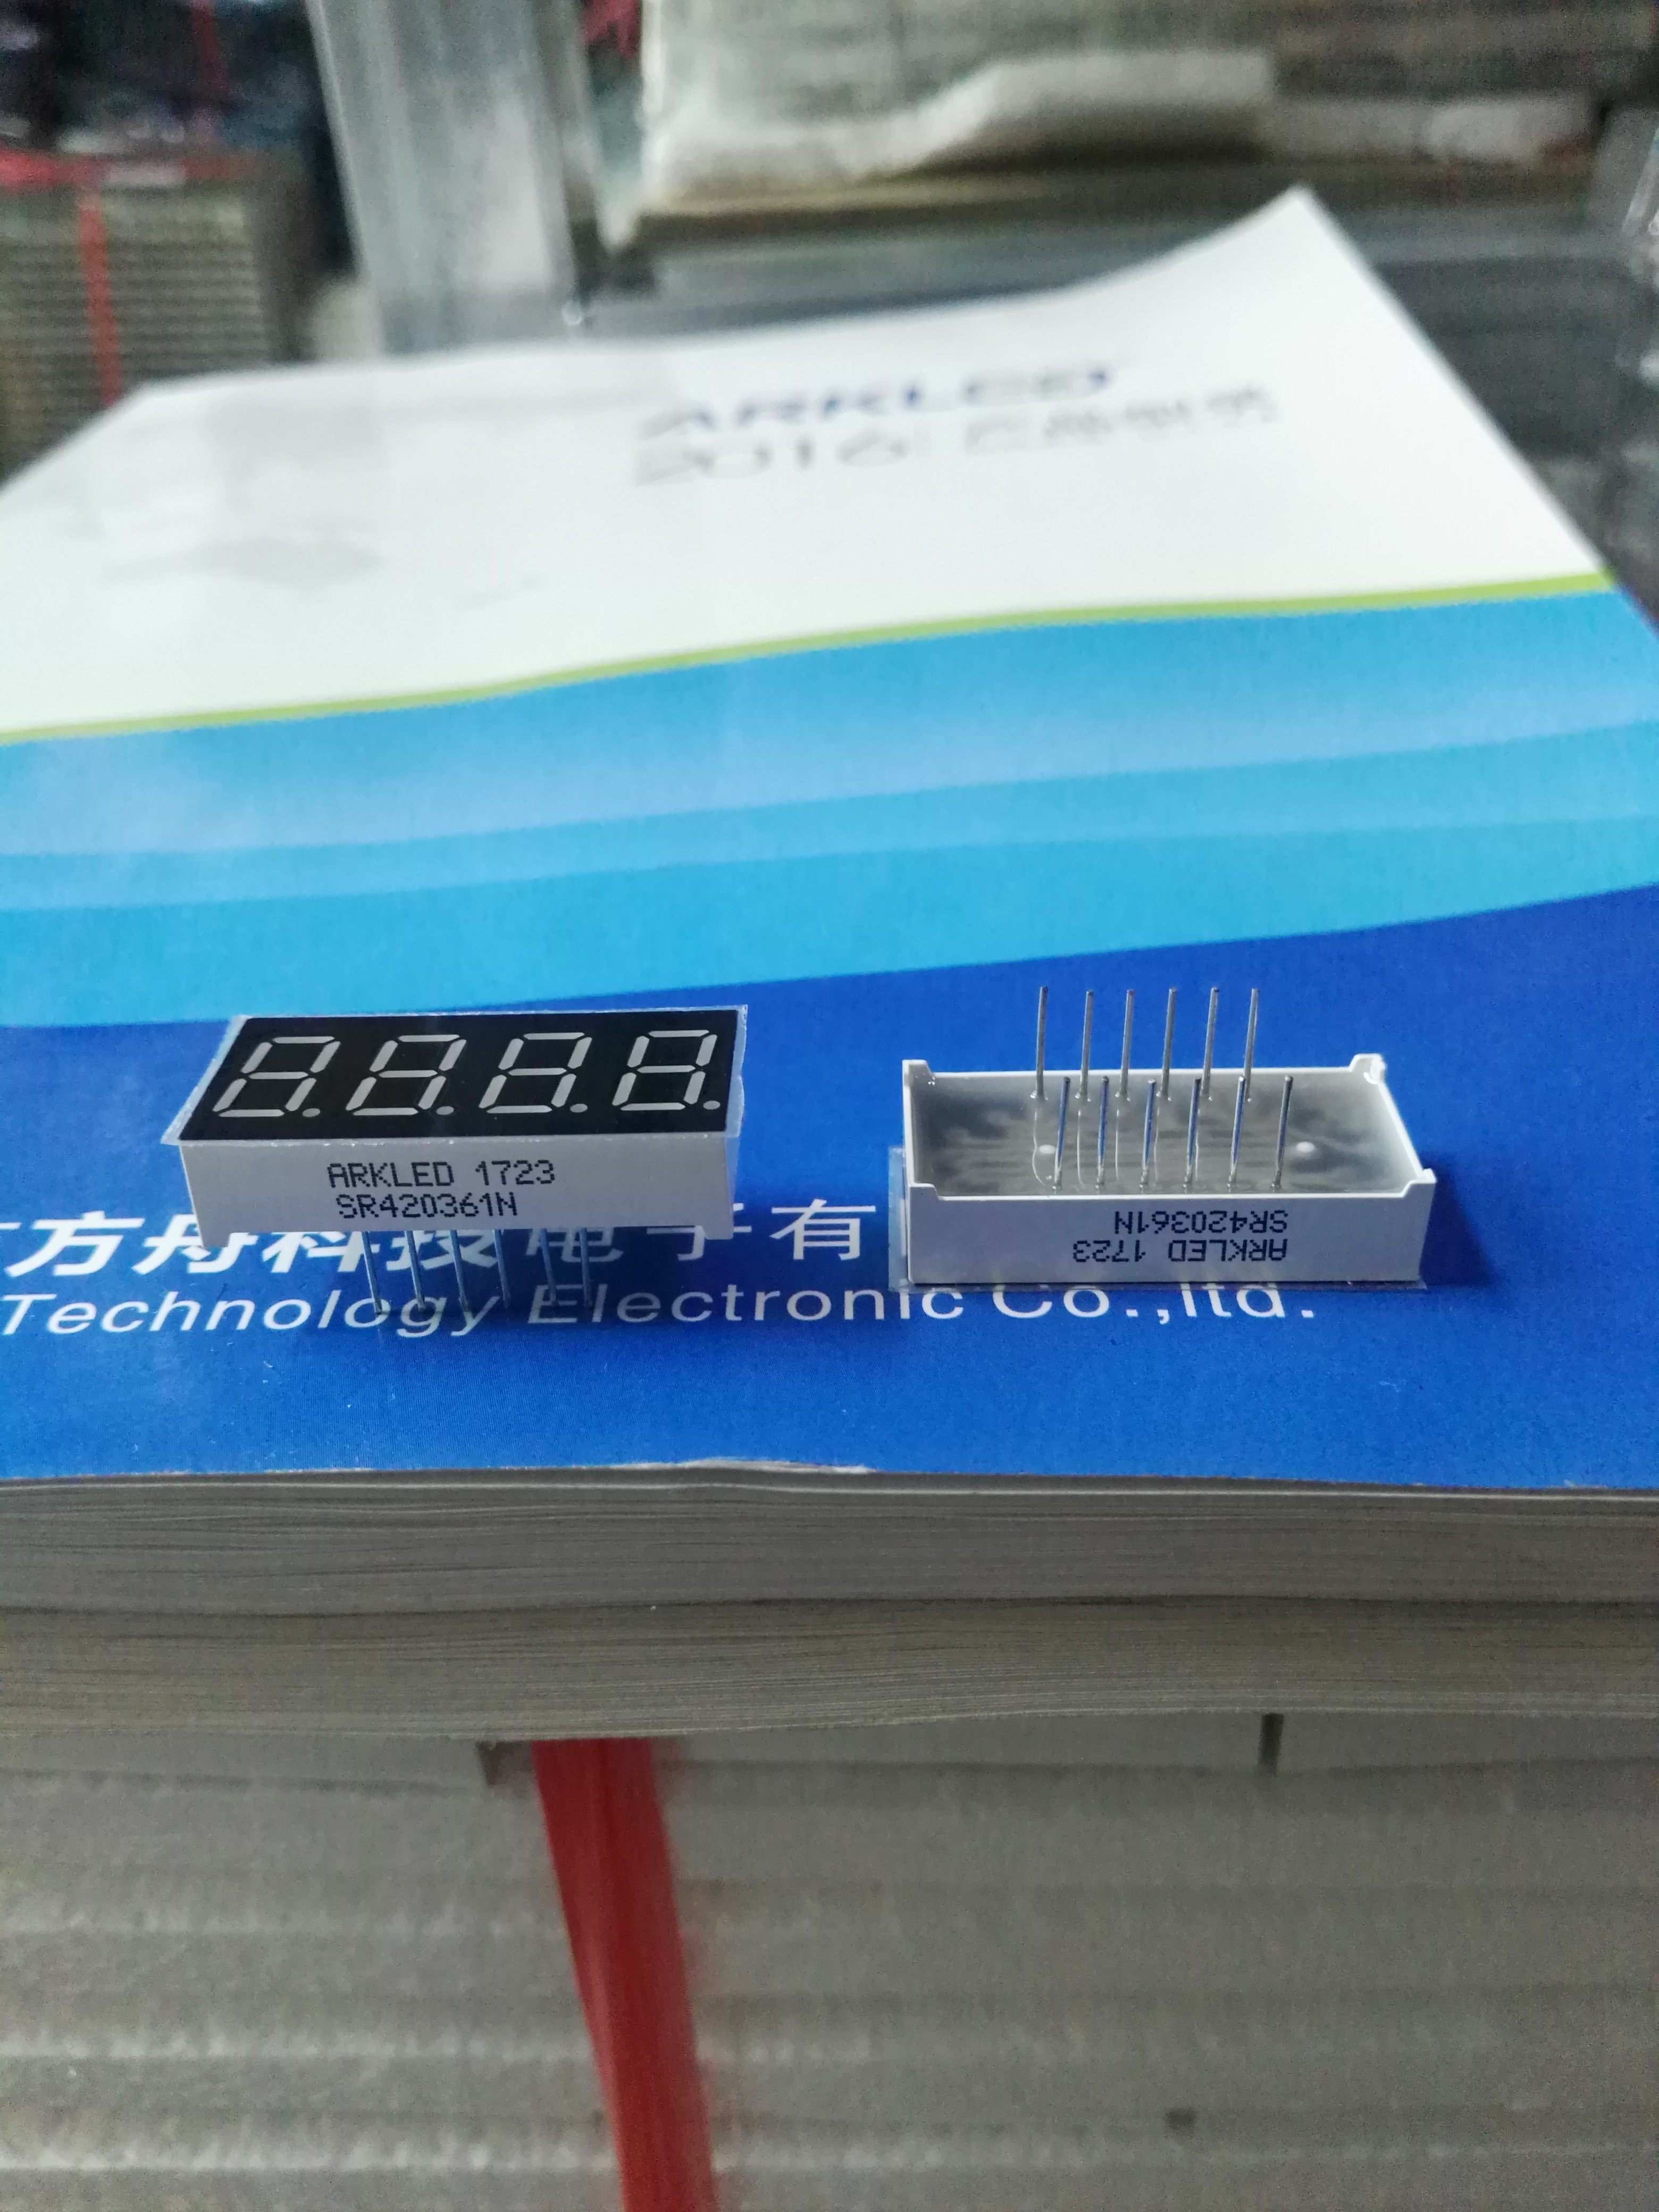 ARKLED
2016
ARKLED 1723
SR420361N
方舟科技电子有
Technology Electronic Co.,ltd.
SR420361N
ARKLED 1723